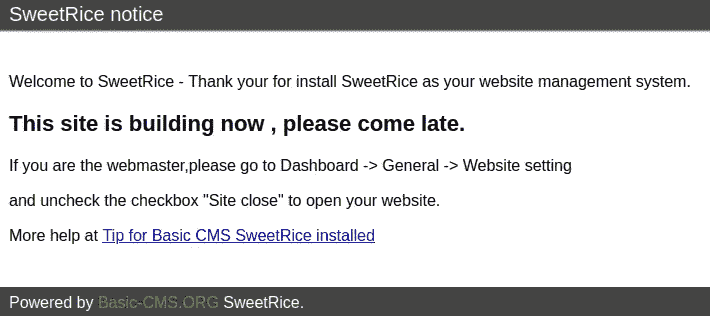 SweetRice notice
Welcome to SweetRice - Thank your for install SweetRice as your website management system.
This site is building now , please come late.
If you are the webmaster,please go to Dashboard -> General -> Website setting
and uncheck the checkbox "Site close" to open your website.
More help at Tip for Basic CMS SweetRice installed
Powered by Basic-CMS.ORG SweetRice.